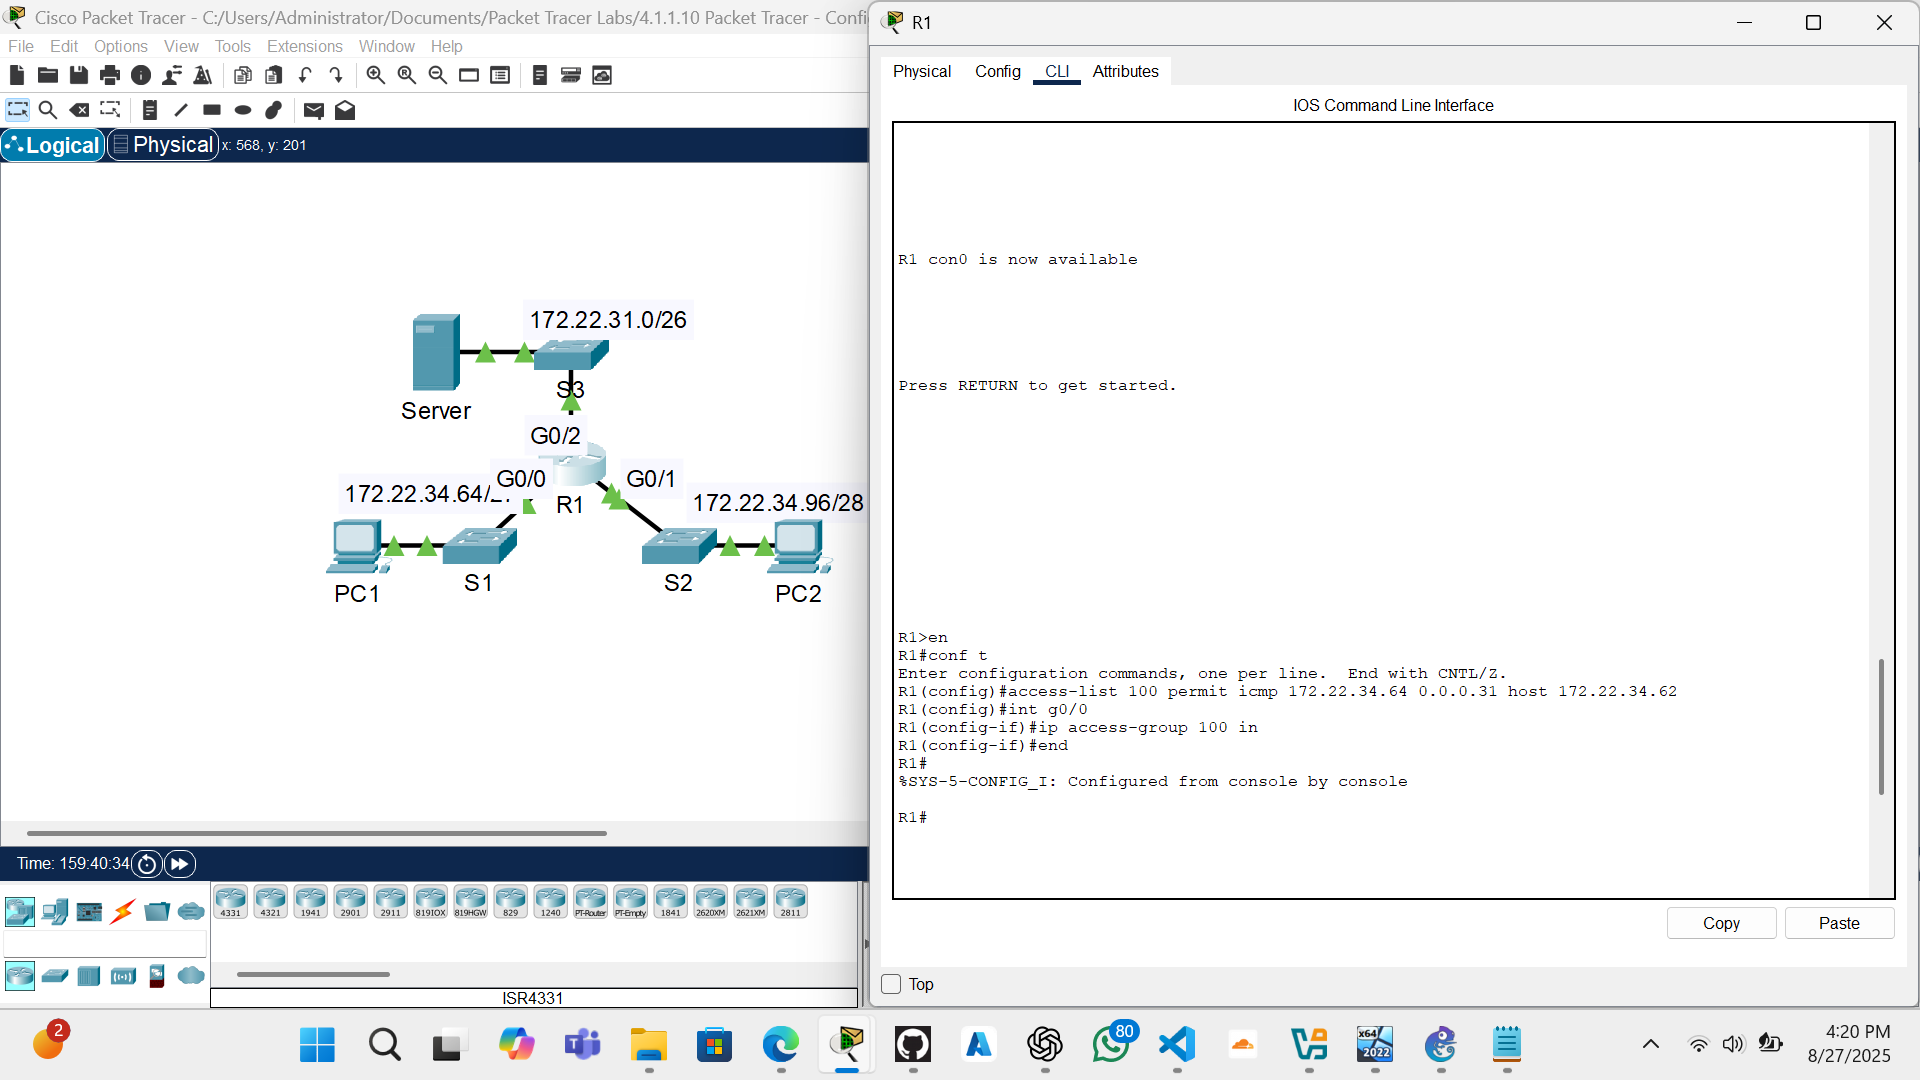 Cisco Packet Tracer - C:/Users/Administrator/Documents/Packet Tracer Labs/4.1.1.10 Packet Tracer - Confi
File Edit Options View Tools Extensions Window Help
Logical Physical x: 568, y: 201
172.22.31.0/26
S3
Server
G0/2
G0/0
G0/1
172.22.34.64/
R1
172.22.34.96/28
S1
S2
PC1
PC2
Time: 159:40:34
4331 4321 1941 2901 2911 819IOX 819HGW 829 1240 PT-Router PT-Empty 1841 2620XM 2621XM 2811
ISR4331
R1
Physical Config CLI Attributes
IOS Command Line Interface
R1 con0 is now available
Press RETURN to get started.
R1>en
R1#conf t
Enter configuration commands, one per line.  End with CNTL/Z.
R1(config)#access-list 100 permit icmp 172.22.34.64 0.0.0.31 host 172.22.34.62
R1(config)#int g0/0
R1(config-if)#ip access-group 100 in
R1(config-if)#end
R1#
%SYS-5-CONFIG_I: Configured from console by console
R1#
Copy Paste
Top
2
80
x64
2022
4:20 PM
8/27/2025